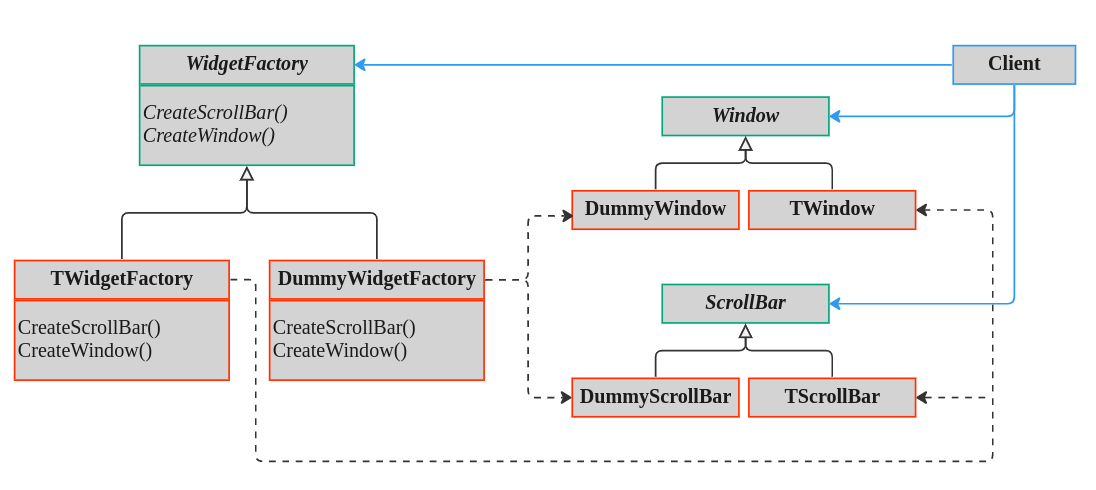 WidgetFactory
CreateScrollBar()
CreateWindow()
Client
Window
DummyWindow
TWindow
TWidgetFactory
CreateScrollBar()
CreateWindow()
DummyWidgetFactory
CreateScrollBar()
CreateWindow()
ScrollBar
DummyScrollBar
TScrollBar